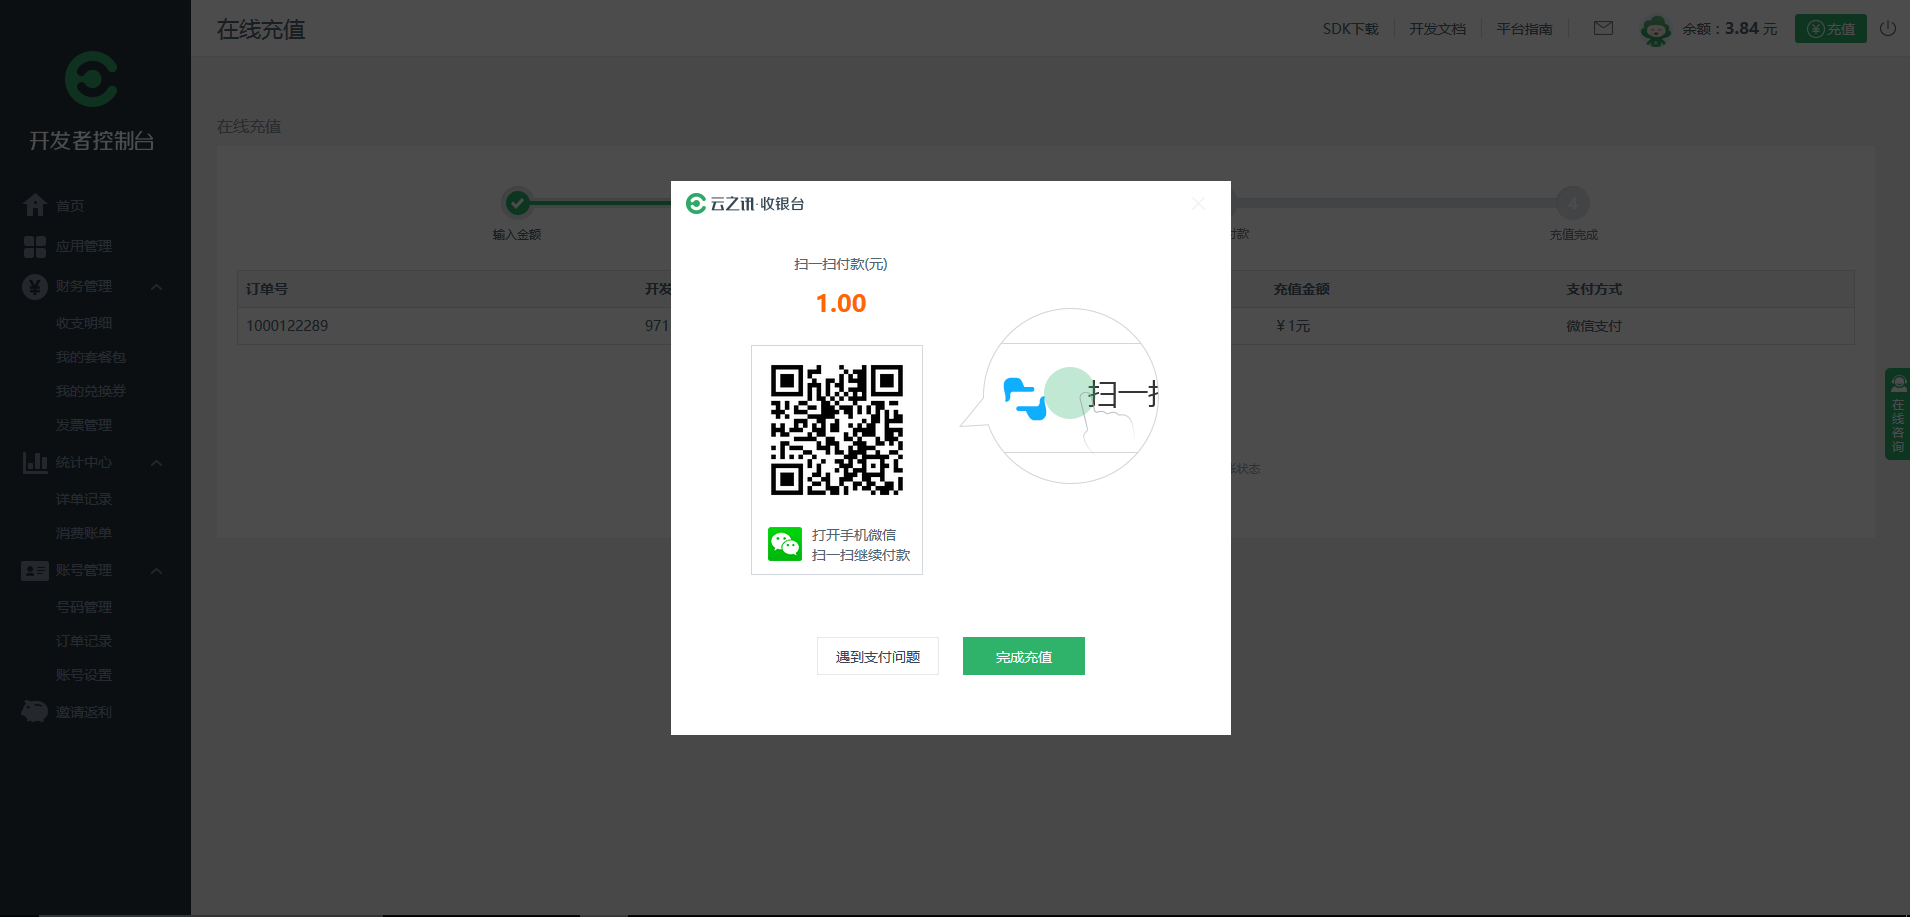 在线充值
SDK下载
开发文档
平台指南
余额：3.84 元
充值
开发者控制台
首页
应用管理
财务管理
收支明细
我的套餐包
我的兑换券
发票管理
统计中心
详单记录
消费账单
账号管理
号码管理
订单记录
账号设置
邀请返利
在线充值
输入金额
付款
4
充值完成
订单号
开发
充值金额
支付方式
1000122289
971
￥1元
微信支付
状态
云之讯·收银台
扫一扫付款(元)
1.00
打开手机微信
扫一扫继续付款
扫一扫
遇到支付问题
完成充值
在线咨询